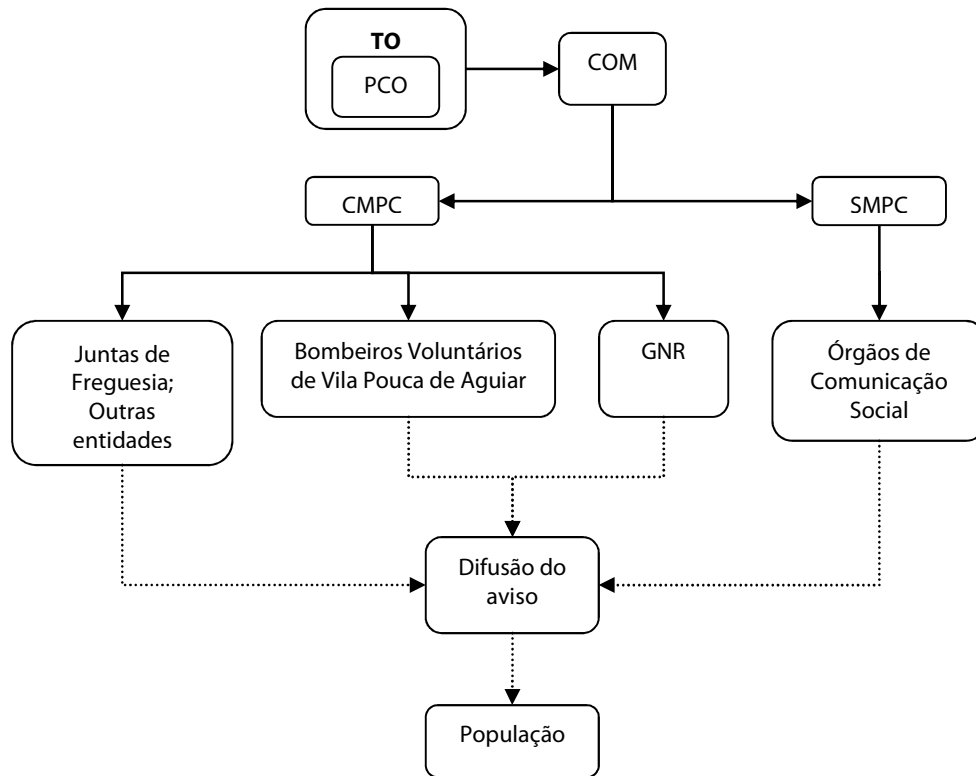 TO
PCO
COM
CMPC
SMPC
Juntas de
Freguesia;
Outras
entidades
Bombeiros Voluntários
de Vila Pouca de Aguiar
GNR
Órgãos de
Comunicação
Social
Difusão do
aviso
População